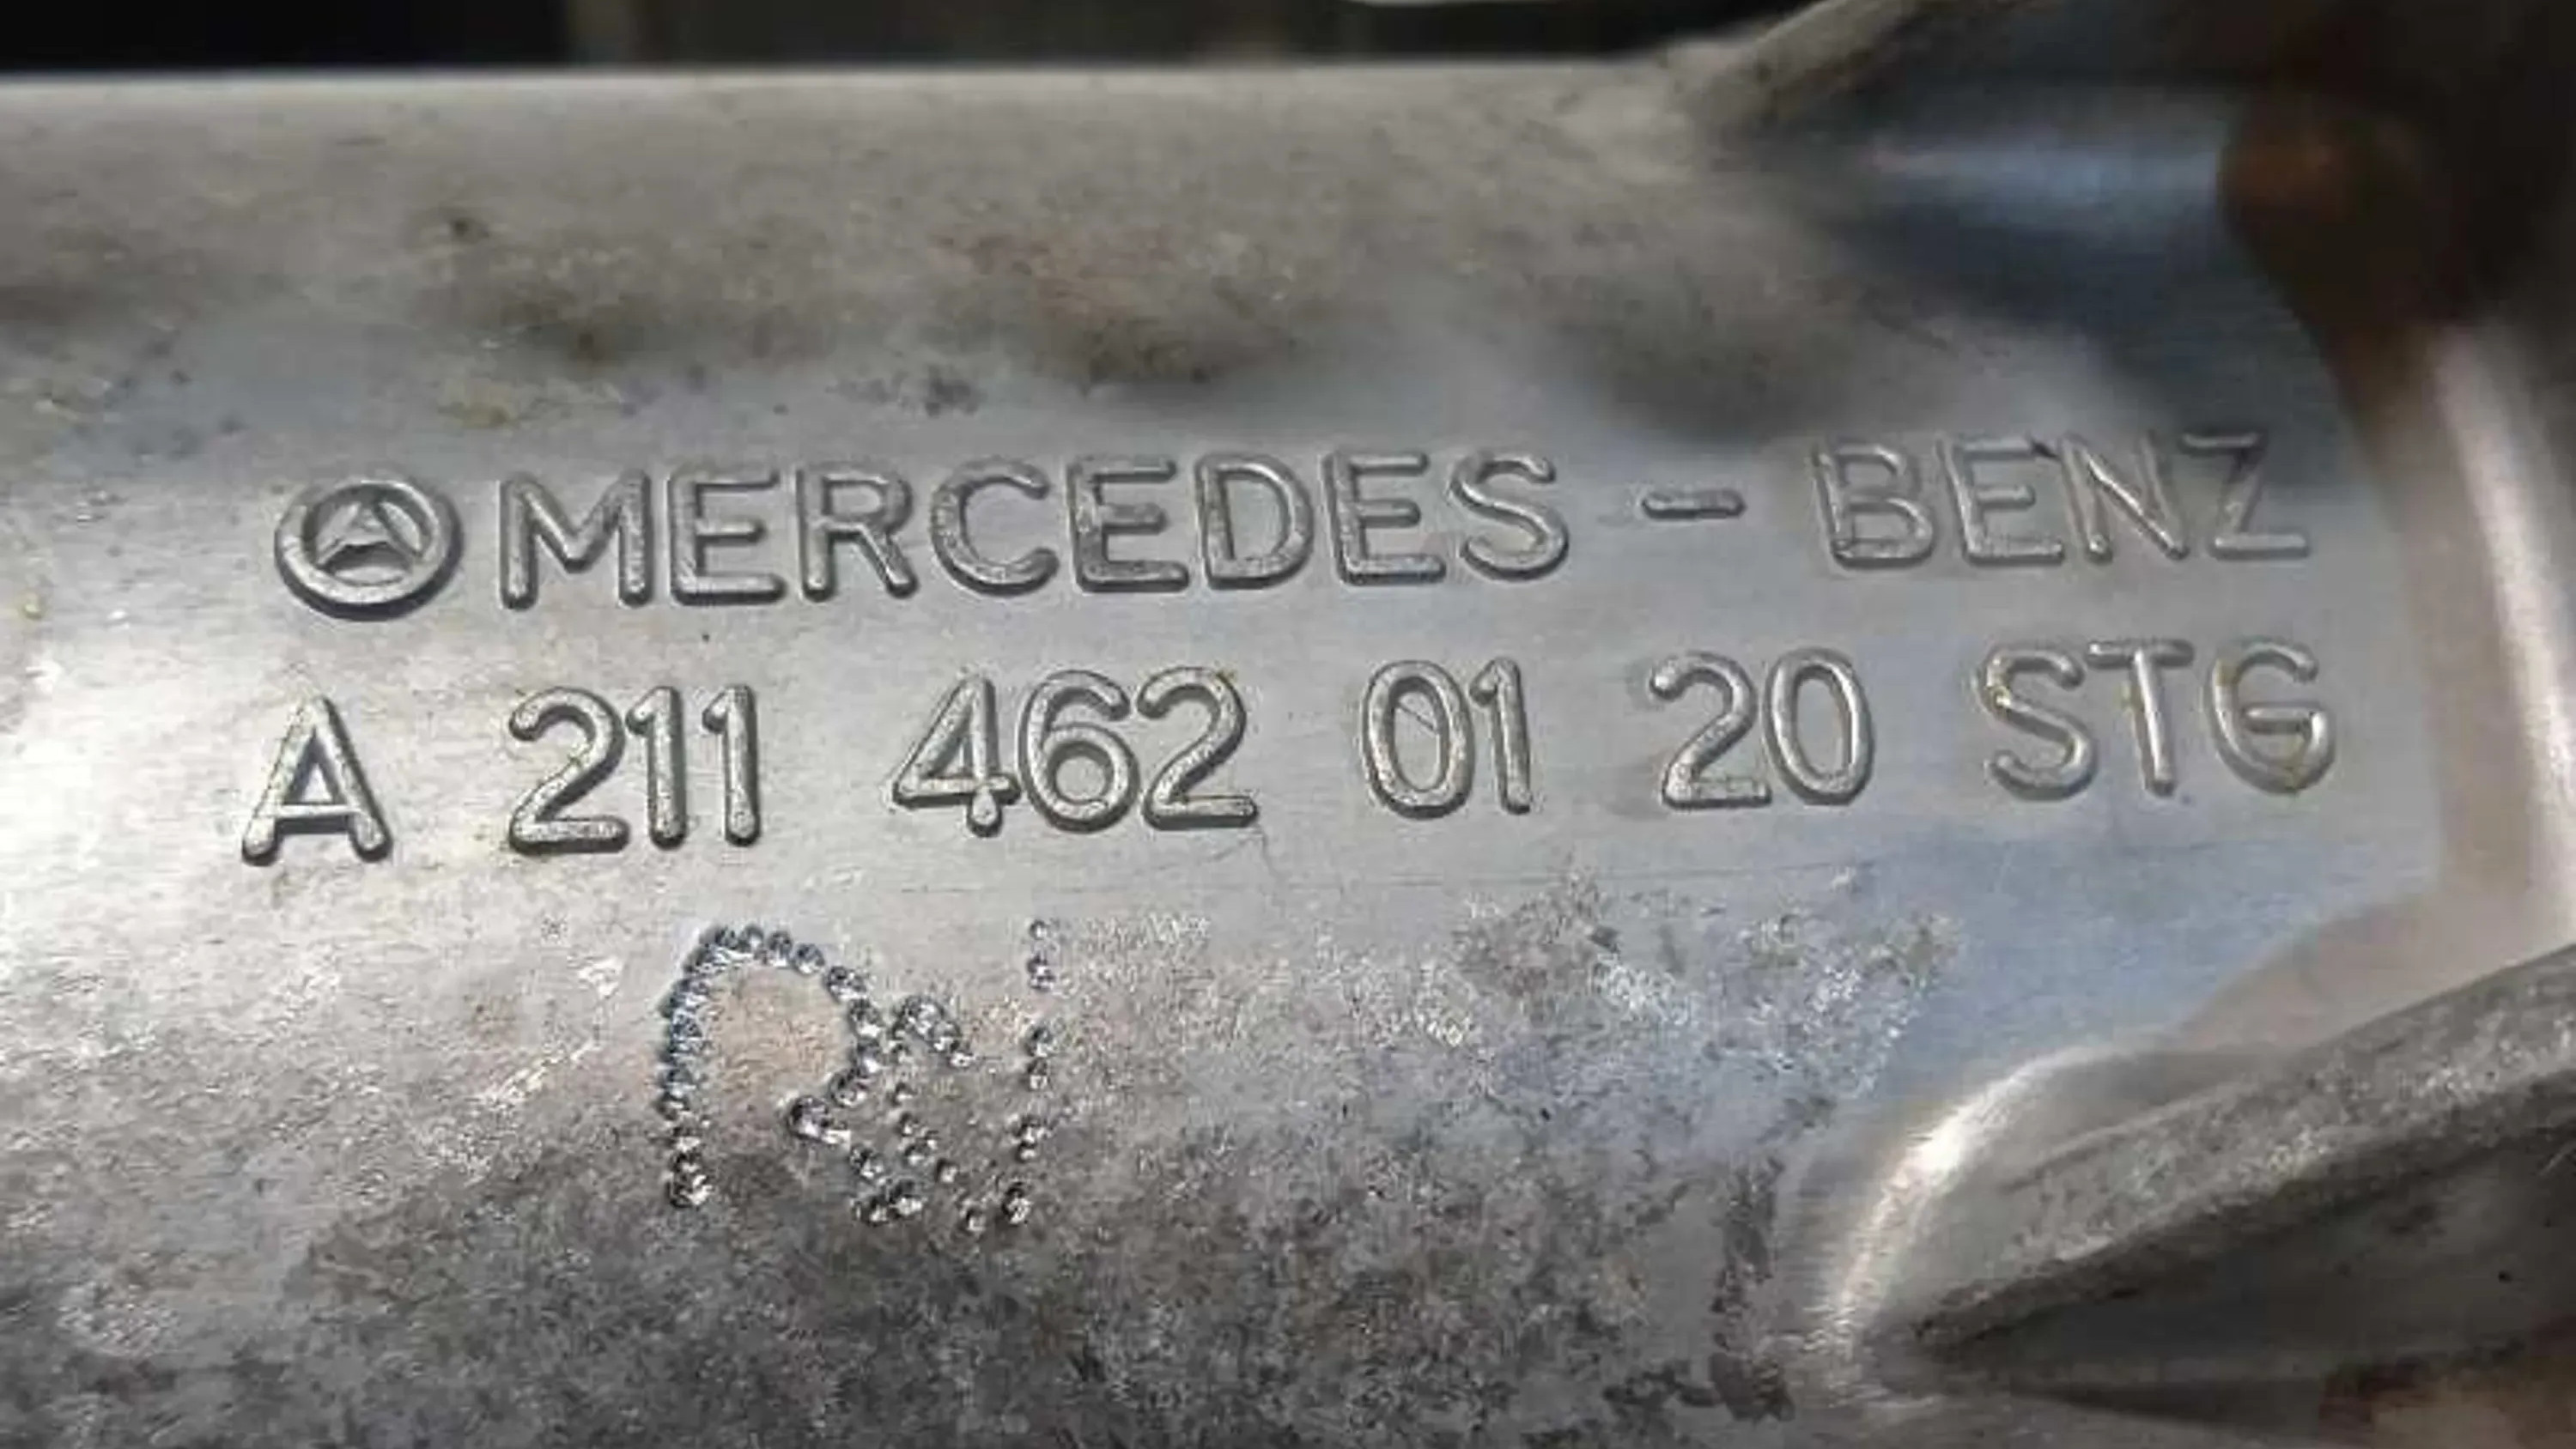 MERCEDES - BENZ
A 211 462 01 20 STG